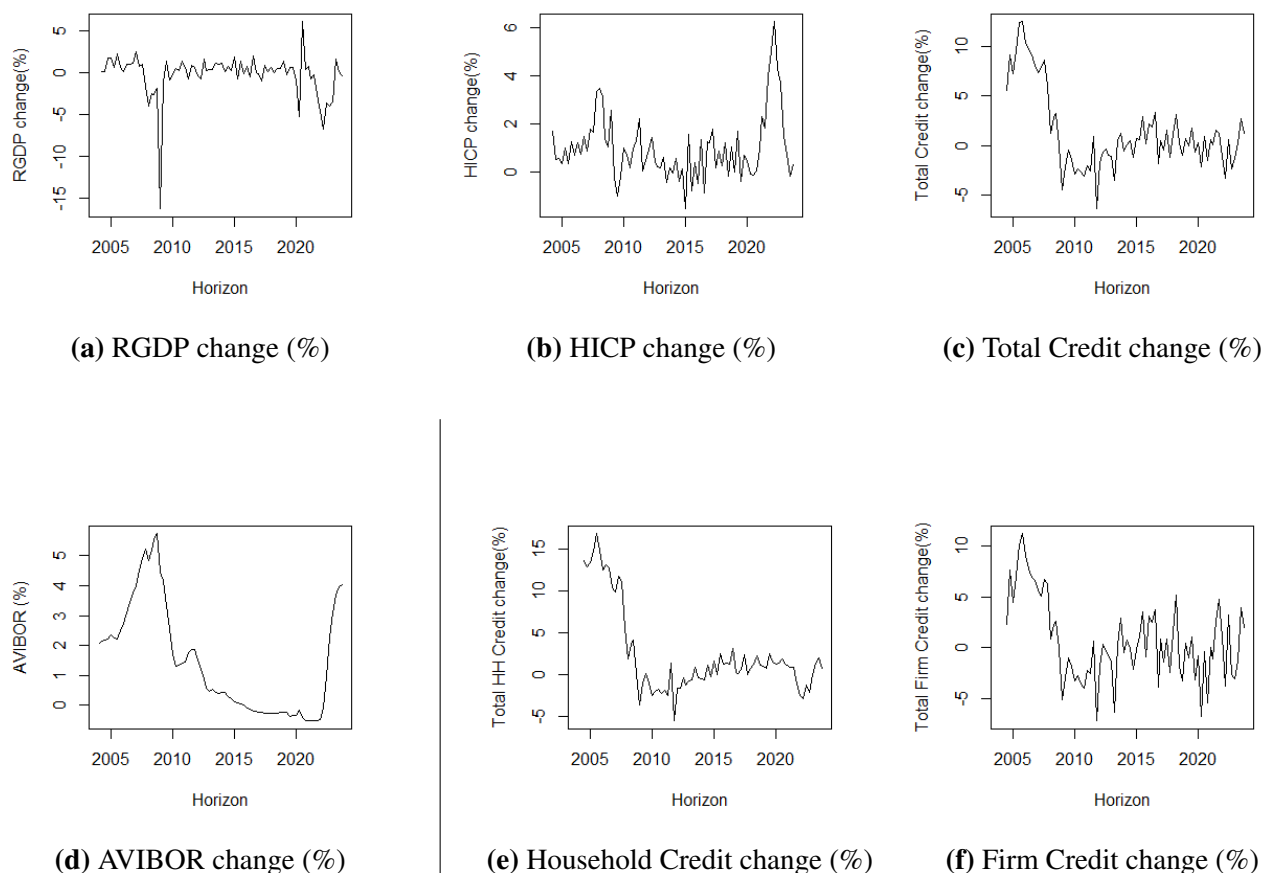 RGDP change(%)
5
0
-5
-10
-15
2005 2010 2015 2020
Horizon
(a) RGDP change (%)
HICP change(%)
6
4
2
0
2005 2010 2015 2020
Horizon
(b) HICP change (%)
Total Credit change(%)
10
5
0
-5
2005 2010 2015 2020
Horizon
(c) Total Credit change (%)
AVIBOR (%)
5
4
3
2
1
0
2005 2010 2015 2020
Horizon
(d) AVIBOR change (%)
Total HH Credit change(%)
15
10
5
0
-5
2005 2010 2015 2020
Horizon
(e) Household Credit change (%)
Total Firm Credit change(%)
10
5
0
-5
2005 2010 2015 2020
Horizon
(f) Firm Credit change (%)